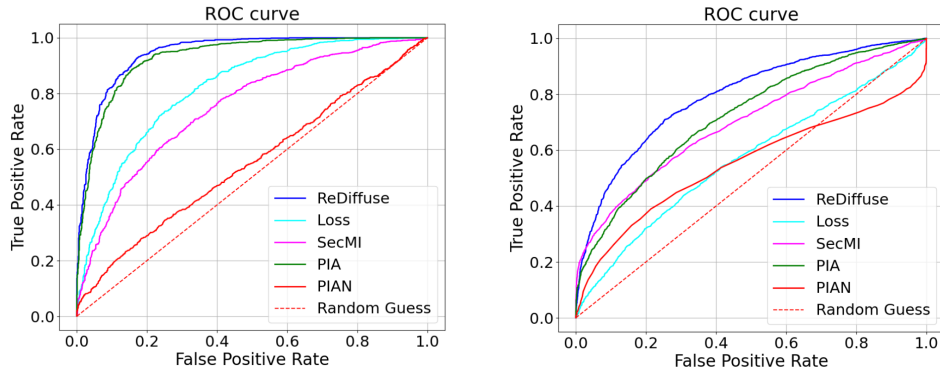 ROC curve
True Positive Rate
1.0
0.8
0.6
0.4
0.2
0.0
ReDiffuse
Loss
SecMI
PIA
PIAN
Random Guess
0.0 0.2 0.4 0.6 0.8 1.0
False Positive Rate
ROC curve
True Positive Rate
1.0
0.8
0.6
0.4
0.2
0.0
ReDiffuse
Loss
SecMI
PIA
PIAN
Random Guess
0.0 0.2 0.4 0.6 0.8 1.0
False Positive Rate